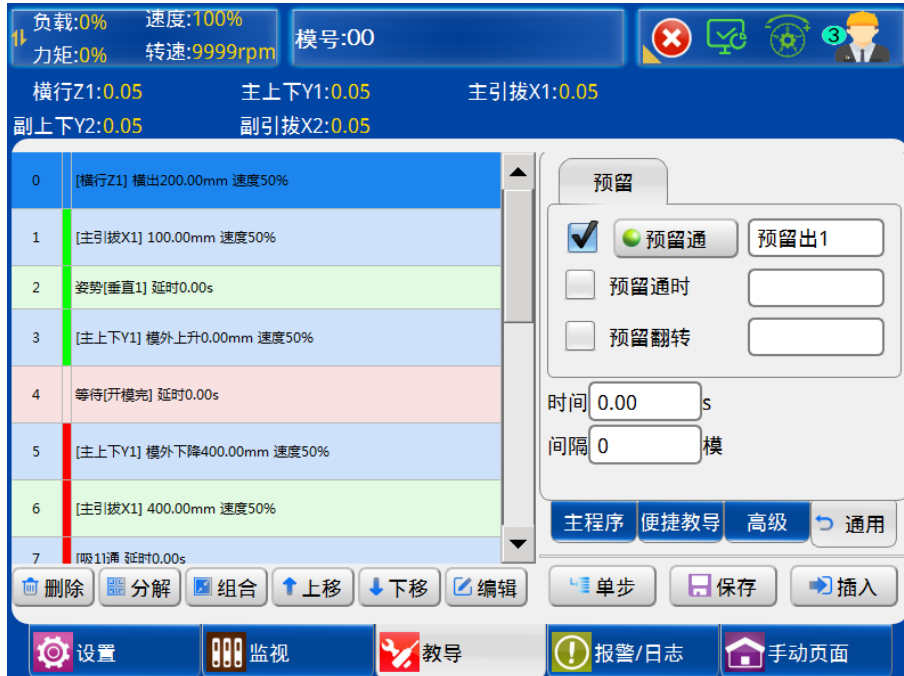 负载:0% 速度:100%
力矩:0% 转速:9999rpm
模号:00
3
横行Z1:0.05 主上下Y1:0.05 主引拔X1:0.05
副上下Y2:0.05 副引拔X2:0.05
0 [横行Z1] 横出200.00mm 速度50%
1 [主引拔X1] 100.00mm 速度50%
2 姿势[垂直1] 延时0.00s
3 [主上下Y1] 模外上升0.00mm 速度50%
4 等待[开模完] 延时0.00s
5 [主上下Y1] 模外下降400.00mm 速度50%
6 [主引拔X1] 400.00mm 速度50%
7 [吸1]通 延时0.00s
预留
预留通 预留出1
预留通时
预留翻转
时间 0.00 s
间隔 0 模
主程序 便捷教导 高级 通用
删除 分解 组合 上移 下移 编辑 单步 保存 插入
设置 监视 教导 报警/日志 手动页面